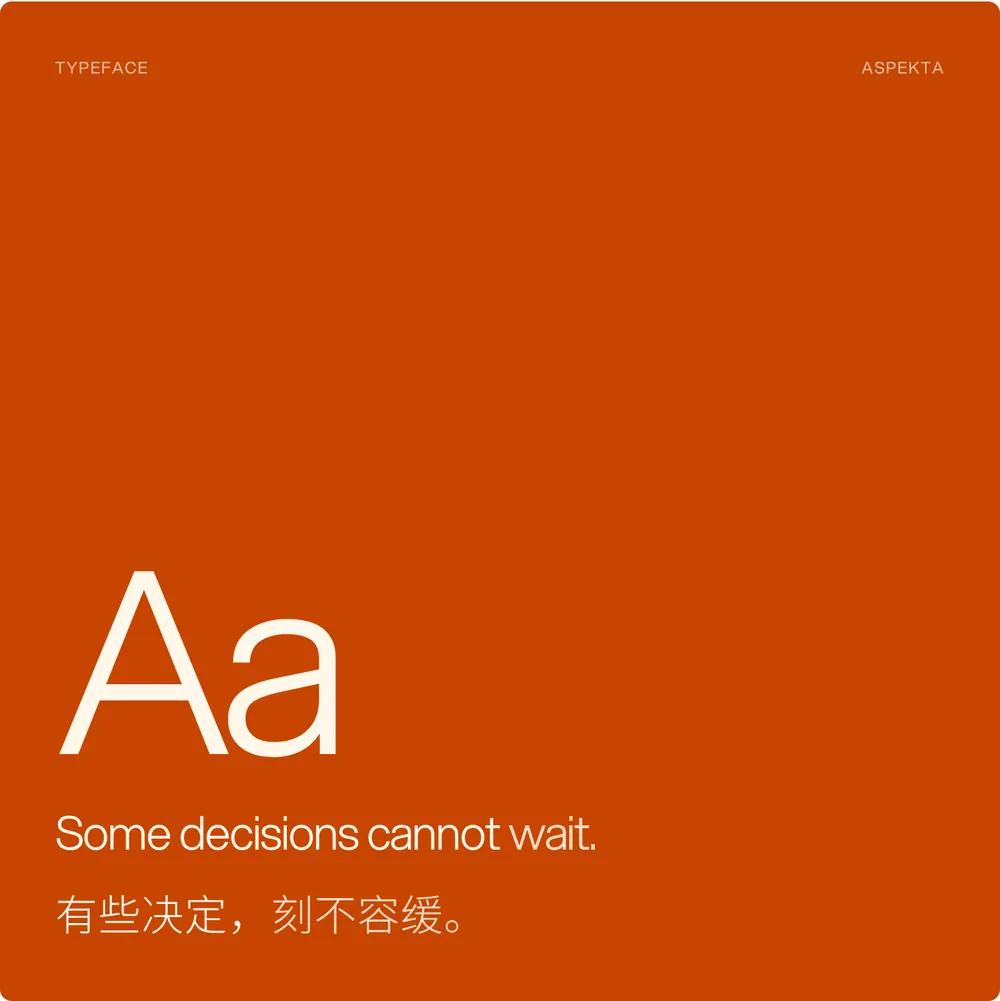 TYPEFACE
ASPEKTA
Aa
Some decisions cannot wait.
有些决定，刻不容缓。